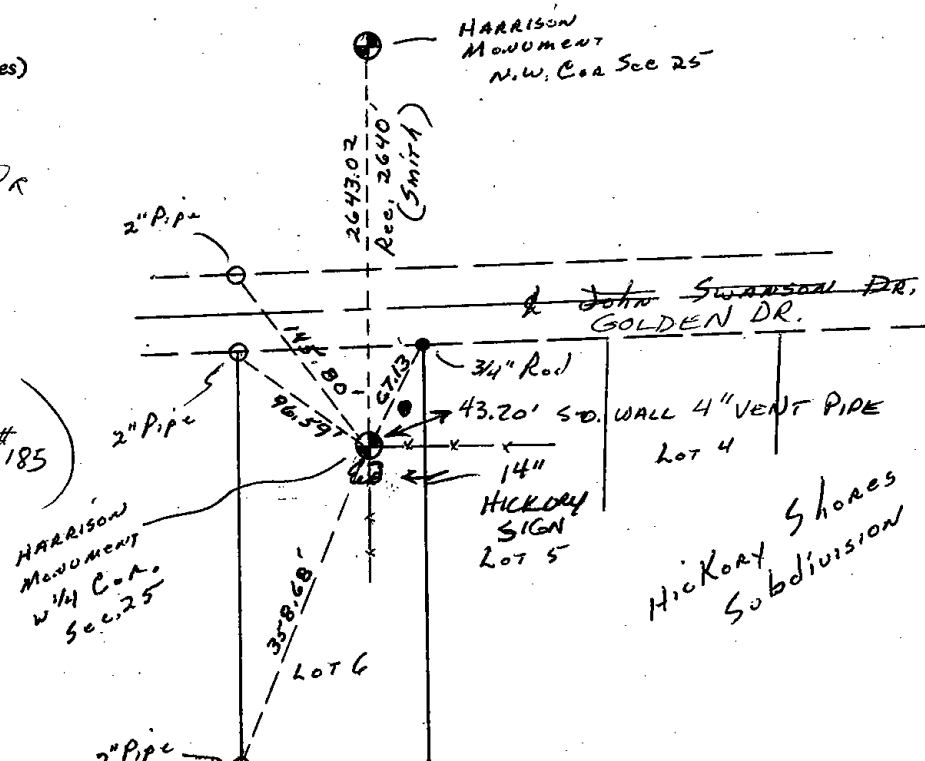 HARRISON
MONUMENT
N.W. Cor Sec 25
es)
DR
2643.02
Rec. 2640'
(Smith)
2" Pipe
℄ John Swanson Dr.
GOLDEN DR.
145.80
67.13'
3/4" Rod
96.59'
2" Pipe
43.20' SO. WALL 4" VENT PIPE
LOT 4
#185
14"
HICKORY
SIGN
LOT 5
HARRISON
MONUMENT
W 1/4 Cor.
Sec. 25
Hickory Shores
Subdivision
358.68'
LOT 6
2" Pipe